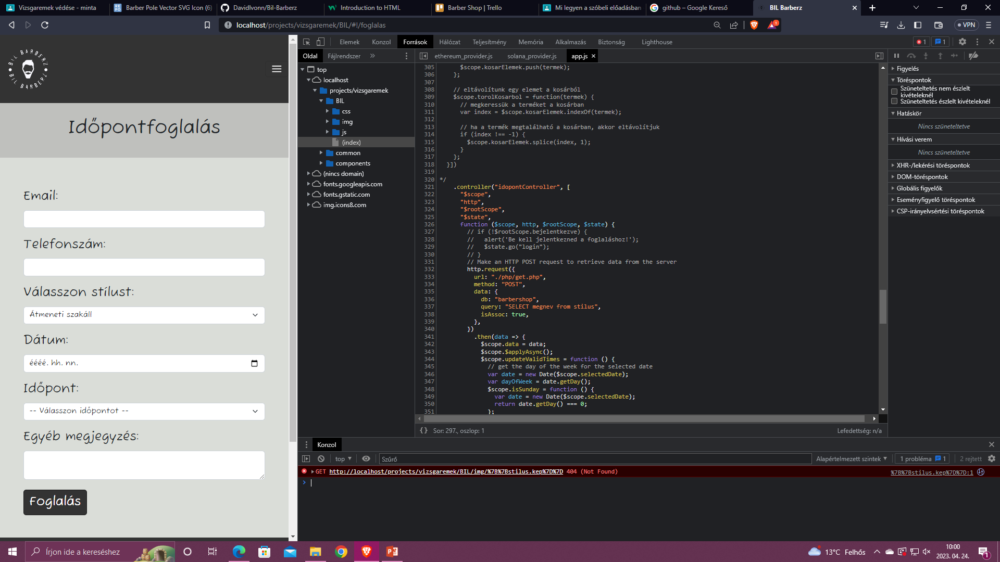 Vizsgaremek védése - minta
Barber Pole Vector SVG Icon (6)
DavidIvonn/Bil-Barberz
Introduction to HTML
Barber Shop | Trello
Mi legyen a szóbeli előadásban
github – Google Kereső
BIL Barberz
localhost/projects/vizsgaremek/BIL/#!/foglalas
1
VPN
BIL BARBERZ
BIL BARBERZ
Időpontfoglalás
Email:
Telefonszám:
Válasszon stílust:
Átmeneti szakáll
Dátum:
éééé. hh. nn.
Időpont:
-- Válasszon időpontot --
Egyéb megjegyzés:
Foglalás
Elemek
Konzol
Források
Hálózat
Teljesítmény
Memória
Alkalmazás
Biztonság
Lighthouse
1
1
Oldal
Fájlrendszer
ethereum_provider.js
solana_provider.js
app.js
top
localhost
projects/vizsgaremek
BIL
css
img
js
(index)
common
components
(nincs domain)
fonts.googleapis.com
fonts.gstatic.com
img.icons8.com
305 $scope.kosarElemek.push(termek);
306 };
307
308 // eltávolítunk egy elemet a kosárból
309 $scope.torolKosarbol = function(termek) {
310 // megkeressük a terméket a kosárban
311 var index = $scope.kosarElemek.indexOf(termek);
312
313 // ha a termék megtalálható a kosárban, akkor eltávolítjuk
314 if (index !== -1) {
315 $scope.kosarElemek.splice(index, 1);
316 }
317 };
318 }])
319
320 */
321 .controller("idopontController", [
322 "$scope",
323 "http",
324 "$rootScope",
325 "$state",
326 function ($scope, http, $rootScope, $state) {
327 // if (!$rootScope.bejelentkezve) {
328 //   alert('Be kell jelentkezned a foglaláshoz!');
329 //   $state.go("login");
330 // }
331 // Make an HTTP POST request to retrieve data from the server
332 http.request({
333 url: "./php/get.php",
334 method: "POST",
335 data: {
336 db: "barbershop",
337 query: "SELECT megnev from stilus",
338 isAssoc: true,
339 },
340 })
341 .then(data => {
342 $scope.data = data;
343 $scope.$applyAsync();
344 $scope.updateValidTimes = function () {
345 // get the day of the week for the selected date
346 var date = new Date($scope.selectedDate);
347 var dayOfWeek = date.getDay();
348 $scope.isSunday = function () {
349 var date = new Date($scope.selectedDate);
350 return date.getDay() === 0;
351 };
{} Sor: 297., oszlop: 1
Lefedettség: n/a
Figyelés
Töréspontok
Szüneteltetés nem észlelt kivételeknél
Szüneteltetés észlelt kivételeknél
Hatáskör
Nincs szüneteltetve
Hívási verem
Nincs szüneteltetve
XHR-/lekérési töréspontok
DOM-töréspontok
Globális figyelők
Eseményfigyelő töréspontok
CSP-irányelvsértési töréspontok
Konzol
top
Szűrő
Alapértelmezett szintek
1 probléma
1
2 rejtett
GET http://localhost/projects/vizsgaremek/BIL/img/%7B%7Bstilus.kep%7D%7D 404 (Not Found)
%7B%7Bstilus.kep%7D%7D:1
Írjon ide a kereséshez
13°C Felhős
10:00
2023. 04. 24.
1